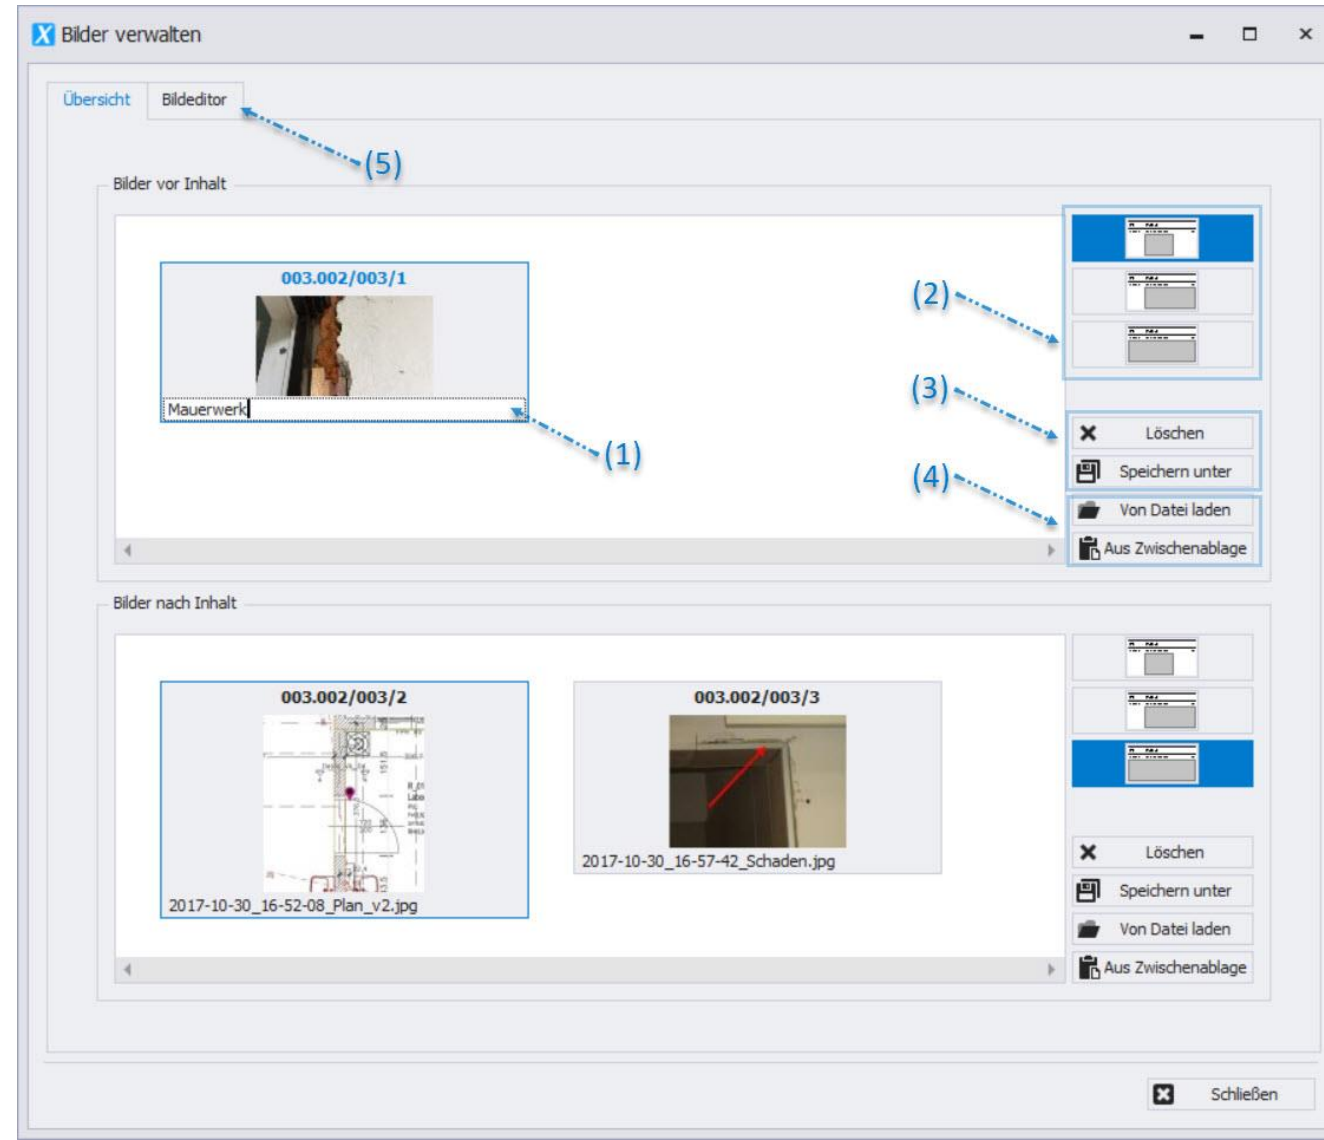 Bilder verwalten
Übersicht Bildeditor
(5)
Bilder vor Inhalt
003.002/003/1
(2)
(3)
Mauerwerk
(1)
Löschen
(4)
Speichern unter
Von Datei laden
Aus Zwischenablage
Bilder nach Inhalt
003.002/003/2
003.002/003/3
2017-10-30_16-57-42_Schaden.jpg
2017-10-30_16-52-08_Plan_v2.jpg
Löschen
Speichern unter
Von Datei laden
Aus Zwischenablage
Schließen